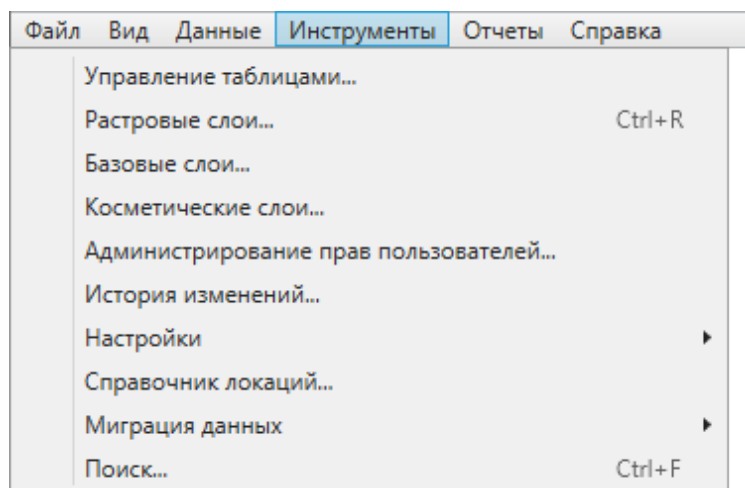 Файл Вид Данные Инструменты Отчеты Справка
Управление таблицами...
Растровые слои... Ctrl+R
Базовые слои...
Косметические слои...
Администрирование прав пользователей...
История изменений...
Настройки
Справочник локаций...
Миграция данных
Поиск... Ctrl+F